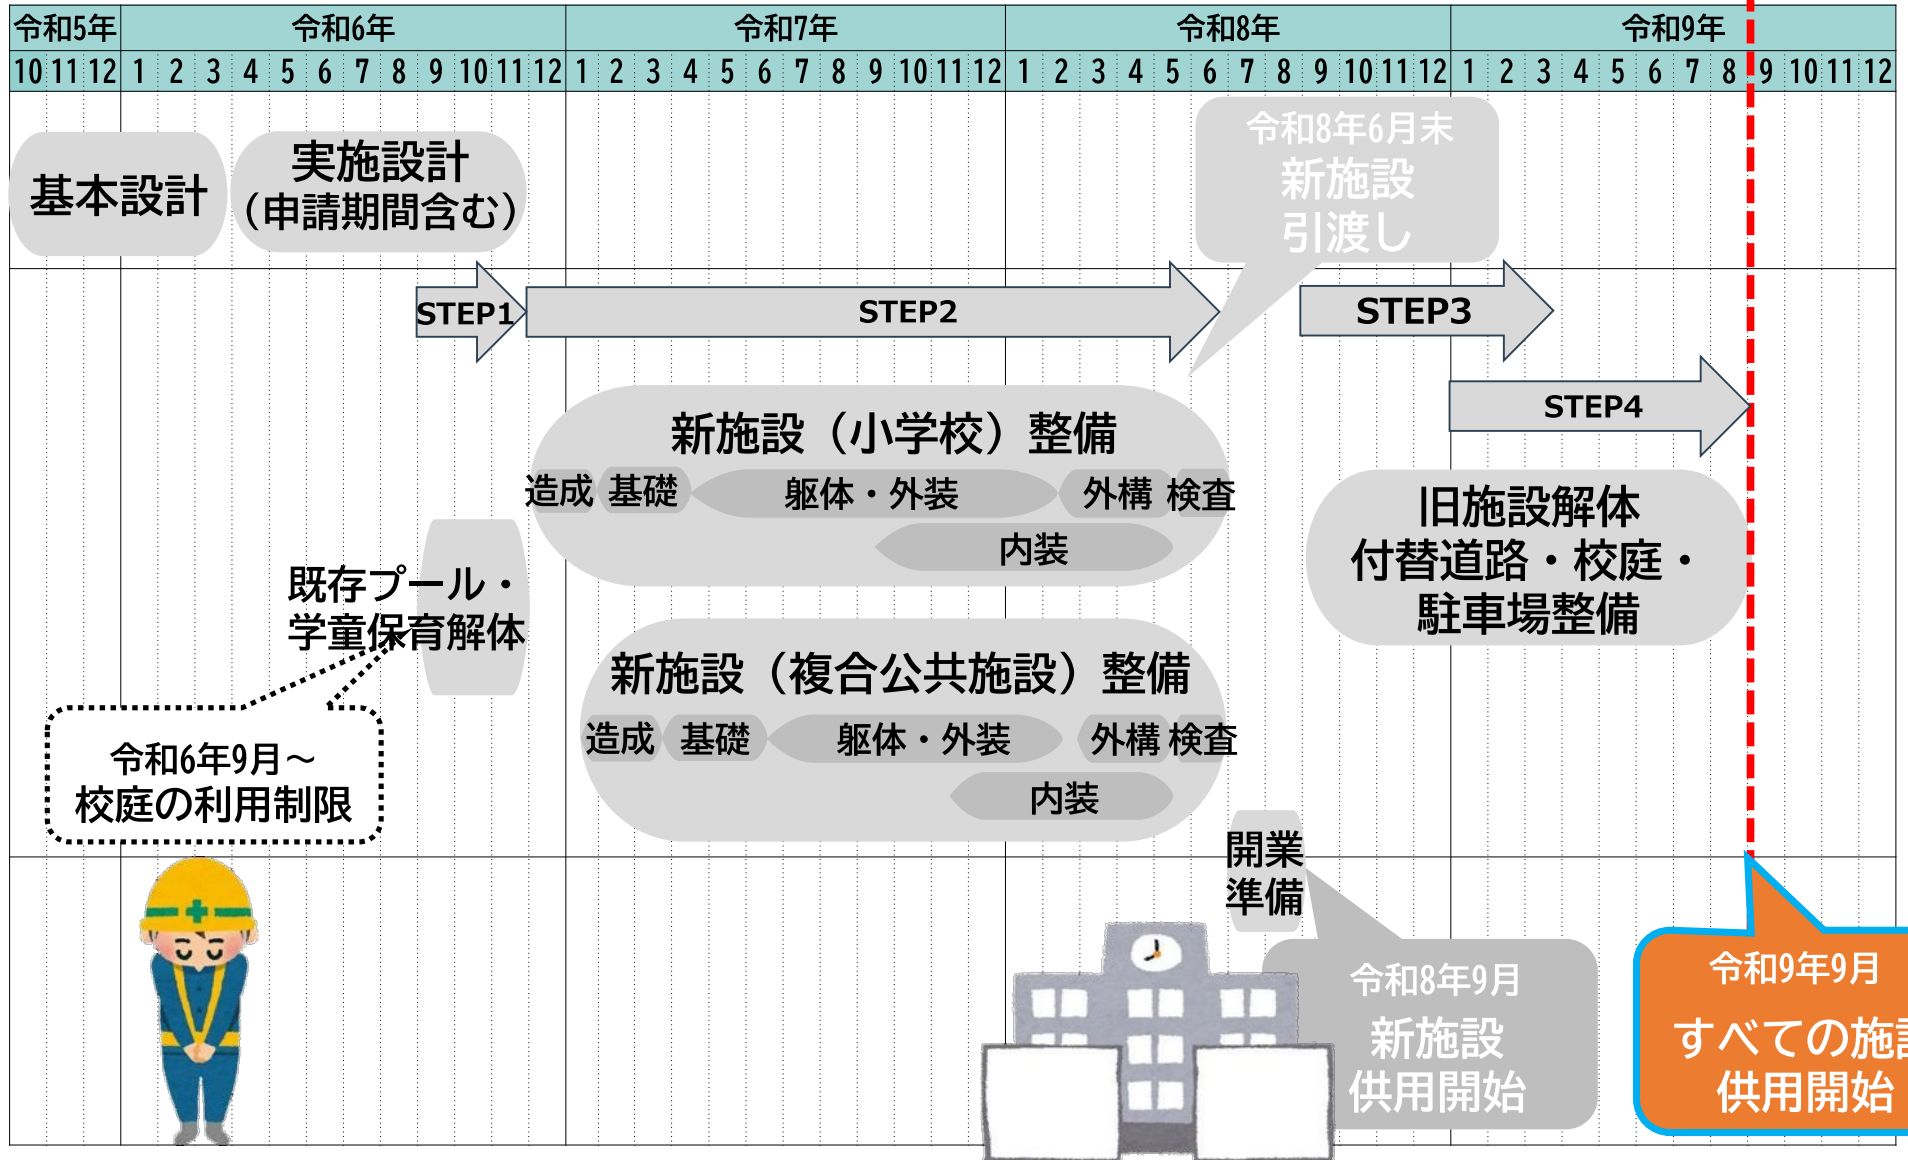 令和5年 令和6年 令和7年 令和8年 令和9年
10 11 12 1 2 3 4 5 6 7 8 9 10 11 12 1 2 3 4 5 6 7 8 9 10 11 12 1 2 3 4 5 6 7 8 9 10 11 12 1 2 3 4 5 6 7 8 9 10 11 12
基本設計
実施設計
（申請期間含む）
令和8年6月末
新施設
引渡し
STEP1
STEP2
STEP3
STEP4
新施設（小学校）整備
造成 基礎 躯体・外装 外構 検査
内装
旧施設解体
付替道路・校庭・
駐車場整備
既存プール・
学童保育解体
新施設（複合公共施設）整備
造成 基礎 躯体・外装 外構 検査
内装
令和6年9月～
校庭の利用制限
開業
準備
令和8年9月
新施設
供用開始
令和9年9月
すべての施設
供用開始